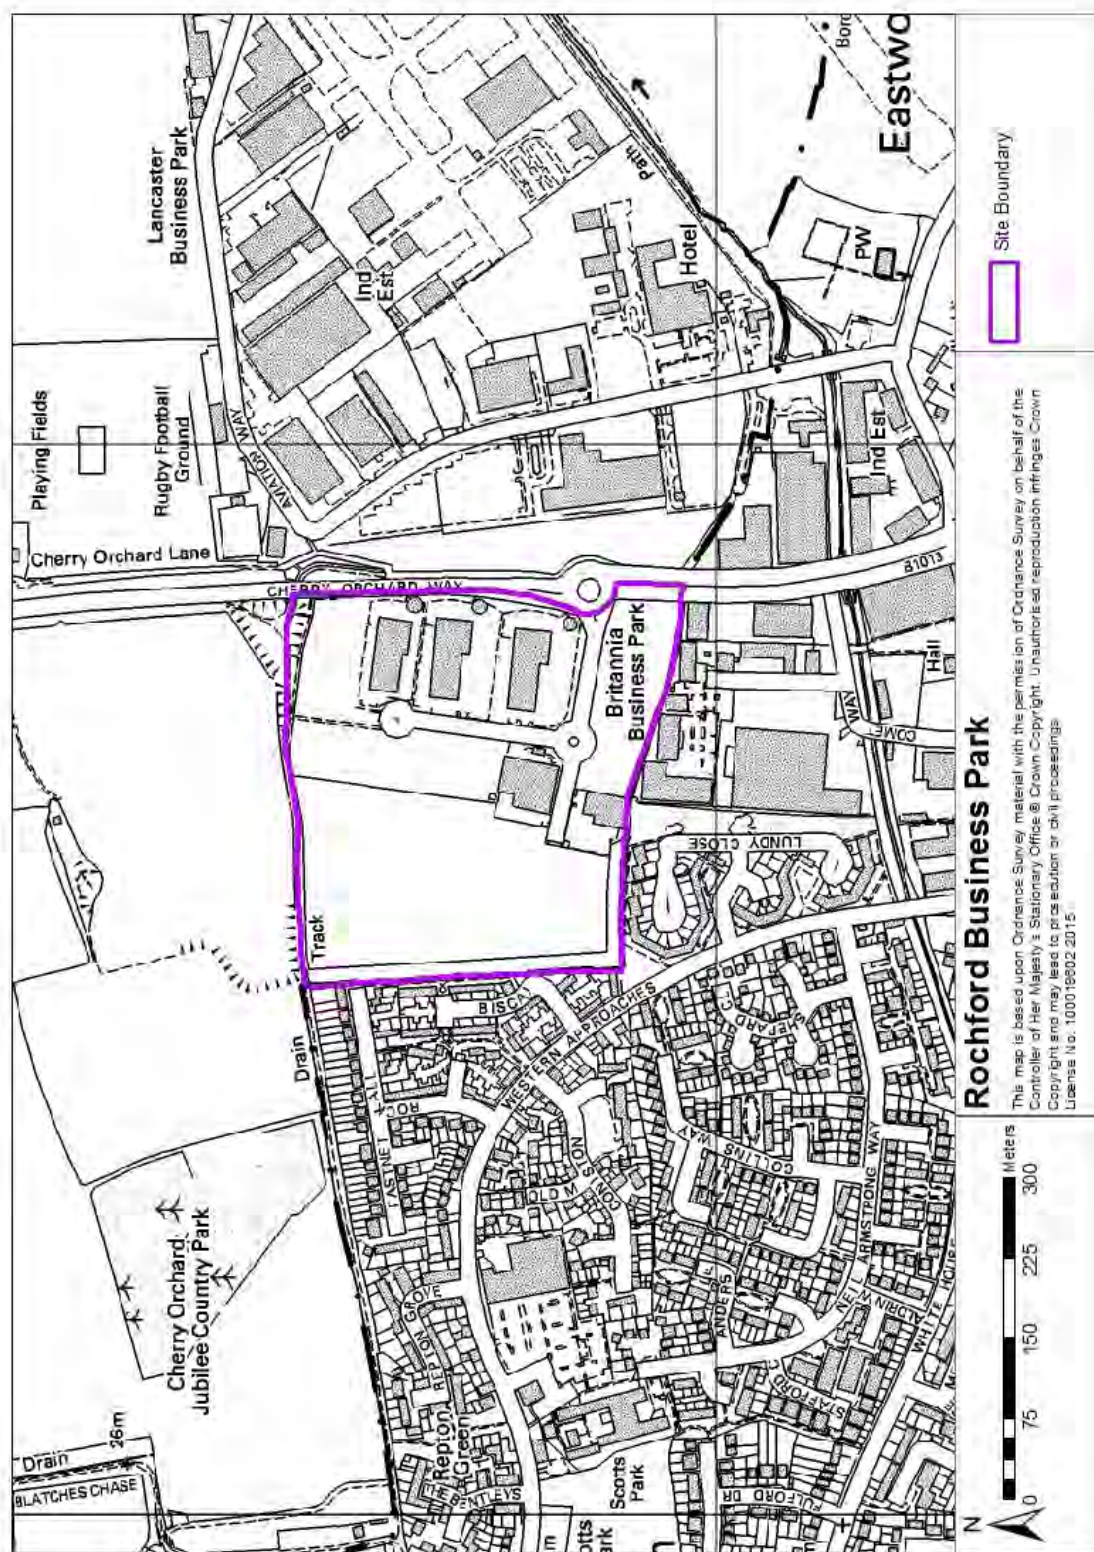 Playing Fields
Rugby Football
Ground
Lancaster
Business Park
Cherry Orchard Lane
AVIATION WAY
CHERRY ORCHARD WAY
Ind
Est
Path
Hotel
PW
Eastwo
Ind Est
B1013
Britannia
Business Park
Hall
COMET WAY
LUNDY CLOSE
Track
Drain
WESTERN APPROACHES
FASTNET
ROCKALL
CONISTON
COLLINS WAY
SHEPARD
NEIL ARMSTRONG WAY
ANDERS
STAFFORD
FULFORD DR
Cherry Orchard
Jubilee Country Park
REPTON GROVE
Repton
Green
THE BENTLEYS
Scotts
Park
Drain
26m
BLATCHES CHASE
Rochford Business Park
This map is based upon Ordnance Survey material with the permission of Ordnance Survey on behalf of the
Controller of Her Majesty's Stationary Office © Crown Copyright. Unauthorised reproduction infringes Crown
Copyright and may lead to prosecution or civil proceedings
License No. 100019602 2015
Site Boundary
N
0 75 150 225 300
Meters